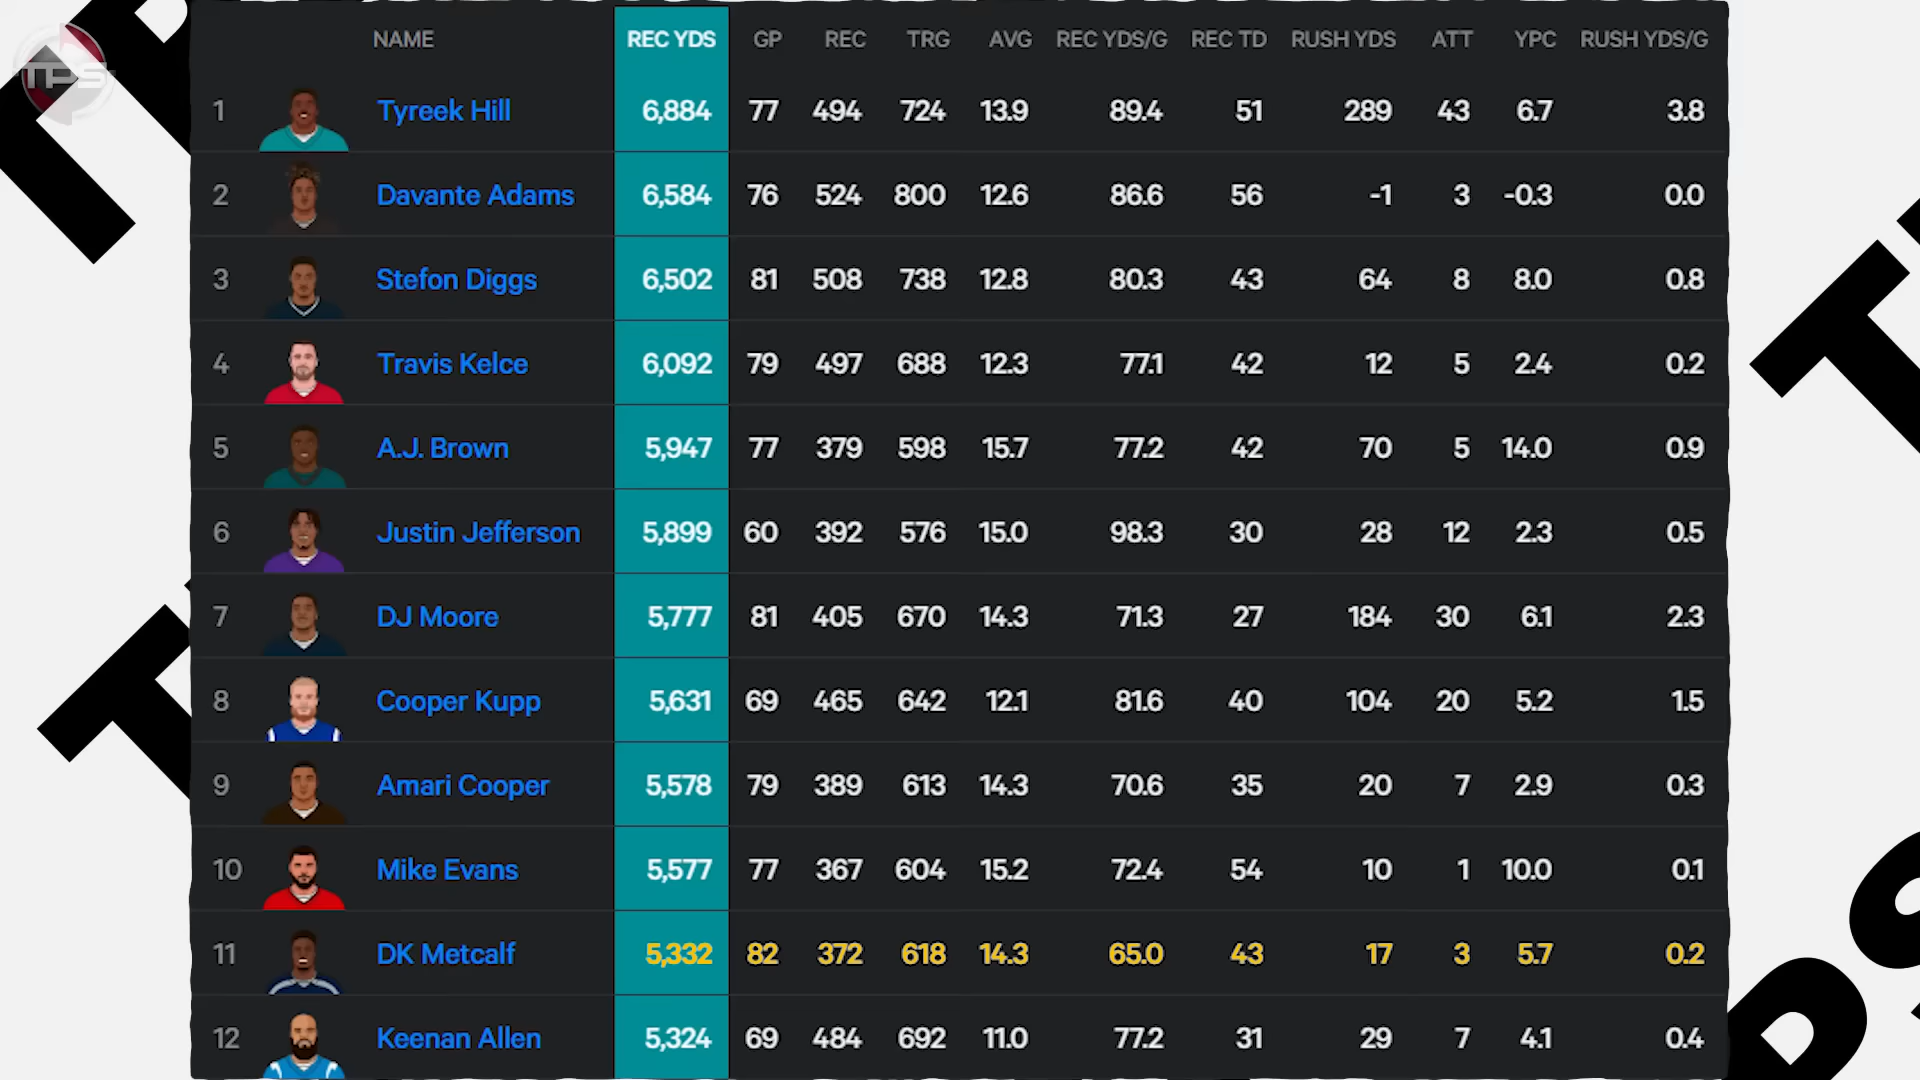 TPS
NAME REC YDS GP REC TRG AVG REC YDS/G REC TD RUSH YDS ATT YPC RUSH YDS/G
1 Tyreek Hill 6,884 77 494 724 13.9 89.4 51 289 43 6.7 3.8
2 Davante Adams 6,584 76 524 800 12.6 86.6 56 -1 3 -0.3 0.0
3 Stefon Diggs 6,502 81 508 738 12.8 80.3 43 64 8 8.0 0.8
4 Travis Kelce 6,092 79 497 688 12.3 77.1 42 12 5 2.4 0.2
5 A.J. Brown 5,947 77 379 598 15.7 77.2 42 70 5 14.0 0.9
6 Justin Jefferson 5,899 60 392 576 15.0 98.3 30 28 12 2.3 0.5
7 DJ Moore 5,777 81 405 670 14.3 71.3 27 184 30 6.1 2.3
8 Cooper Kupp 5,631 69 465 642 12.1 81.6 40 104 20 5.2 1.5
9 Amari Cooper 5,578 79 389 613 14.3 70.6 35 20 7 2.9 0.3
10 Mike Evans 5,577 77 367 604 15.2 72.4 54 10 1 10.0 0.1
11 DK Metcalf 5,332 82 372 618 14.3 65.0 43 17 3 5.7 0.2
12 Keenan Allen 5,324 69 484 692 11.0 77.2 31 29 7 4.1 0.4